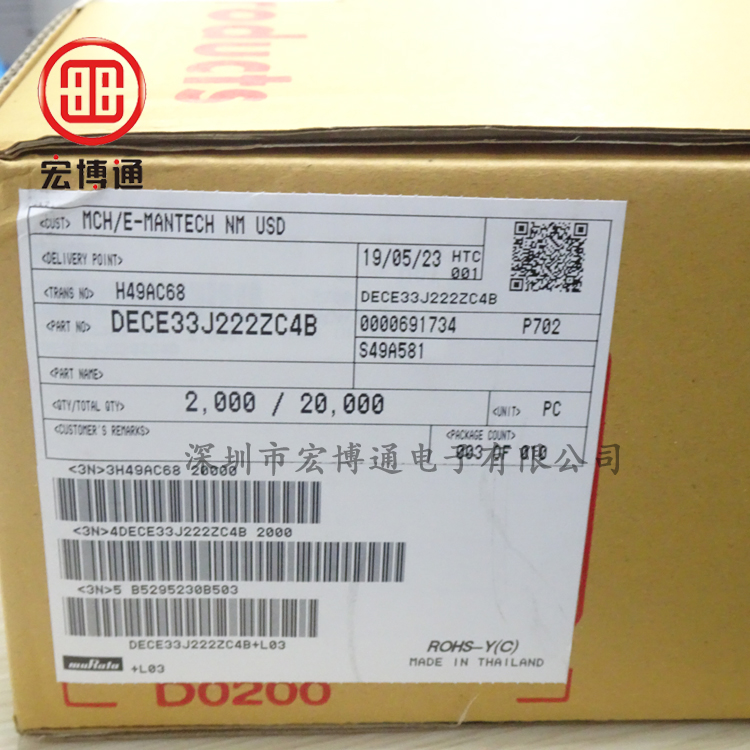 roducts
宏博通
<CUST> MCH/E-MANTECH NM USD
<DELIVERY POINT>
19/05/23 HTC
001
<TRANS NO> H49AC68
DECE33J222ZC4B
<PART NO> DECE33J222ZC4B
0000691734 P702
S49A581
<PART NAME>
<QTY/TOTAL QTY> 2,000 / 20,000
<UNIT> PC
<CUSTOMER'S REMARKS>
<PACKAGE COUNT>
003 OF 010
深圳市宏博通电子有限公司
<3N>3H49AC68 20000
<3N>4DECE33J222ZC4B 2000
<3N>5 B5295230B503
DECE33J222ZC4B+L03
ROHS-Y(C)
muRata +L03
MADE IN THAILAND
D0200